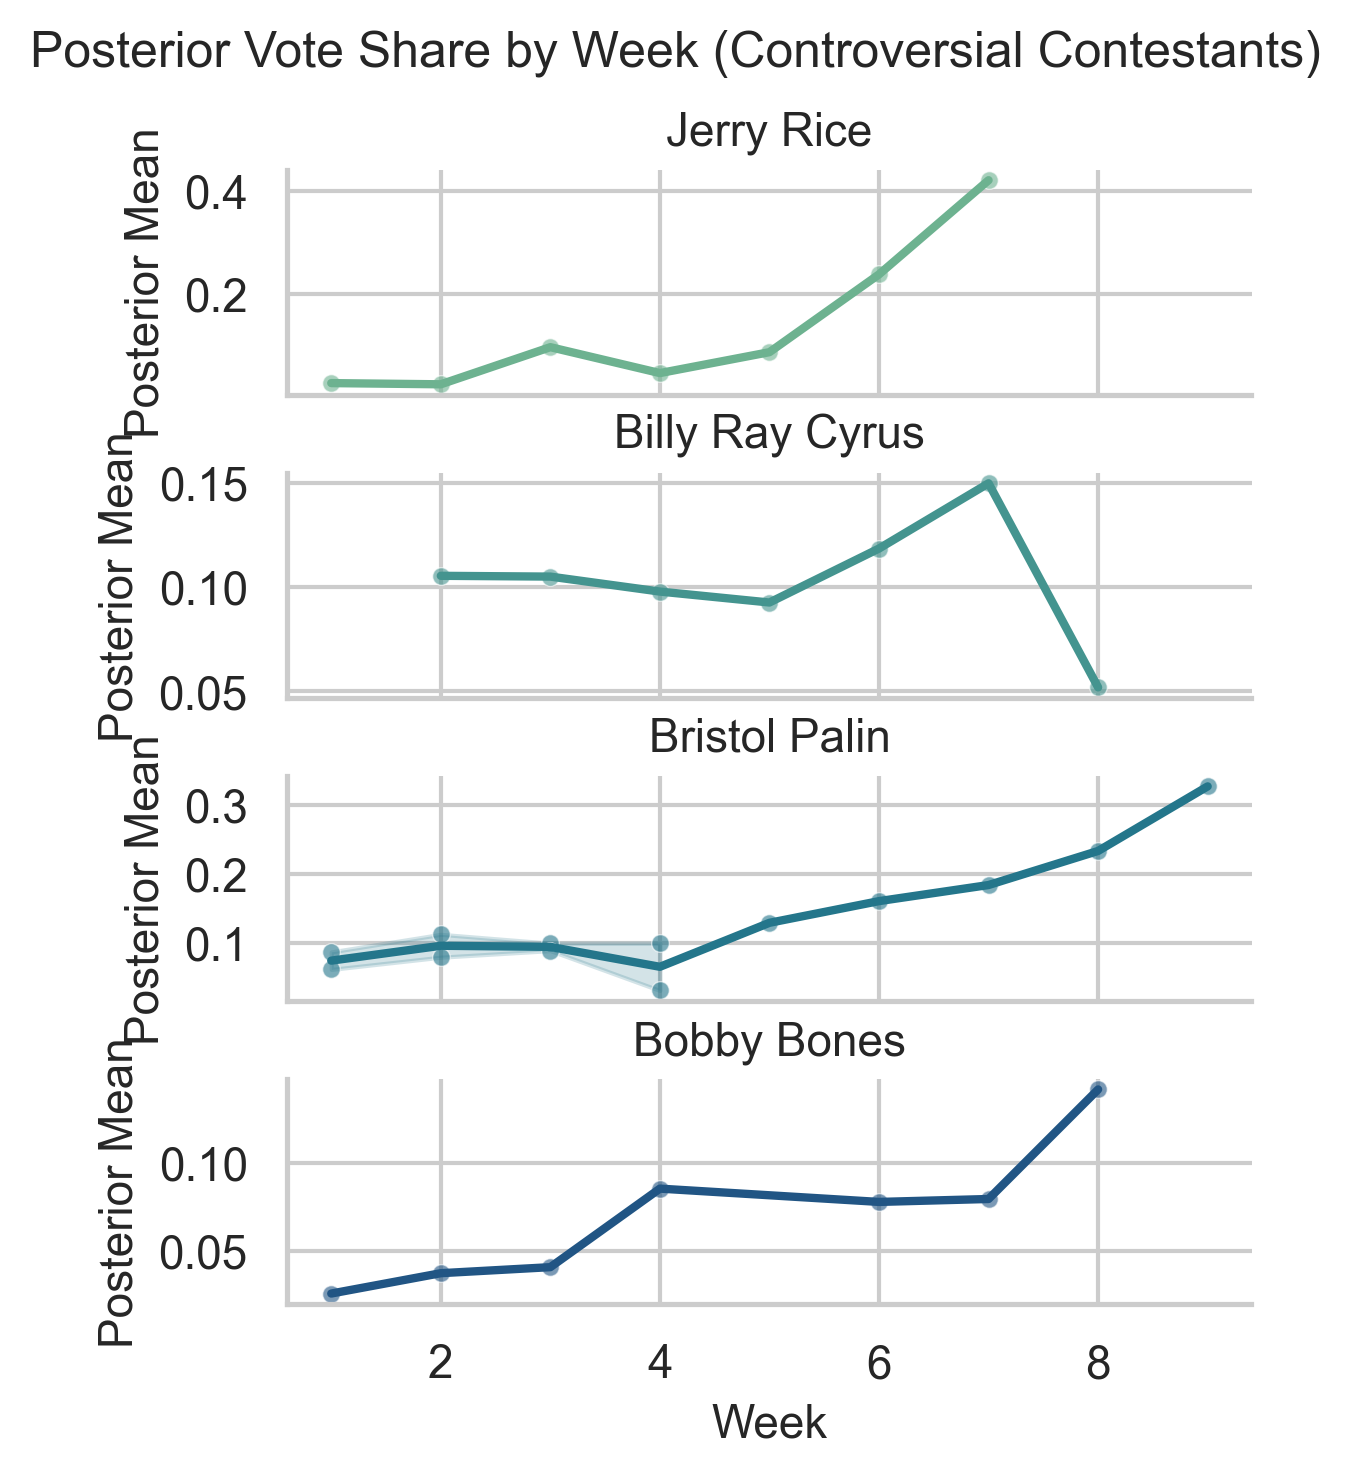 Posterior Vote Share by Week (Controversial Contestants)
Jerry Rice
Posterior Mean
0.4
0.2
Billy Ray Cyrus
Posterior Mean
0.15
0.10
0.05
Bristol Palin
Posterior Mean
0.3
0.2
0.1
Bobby Bones
Posterior Mean
0.10
0.05
2 4 6 8
Week